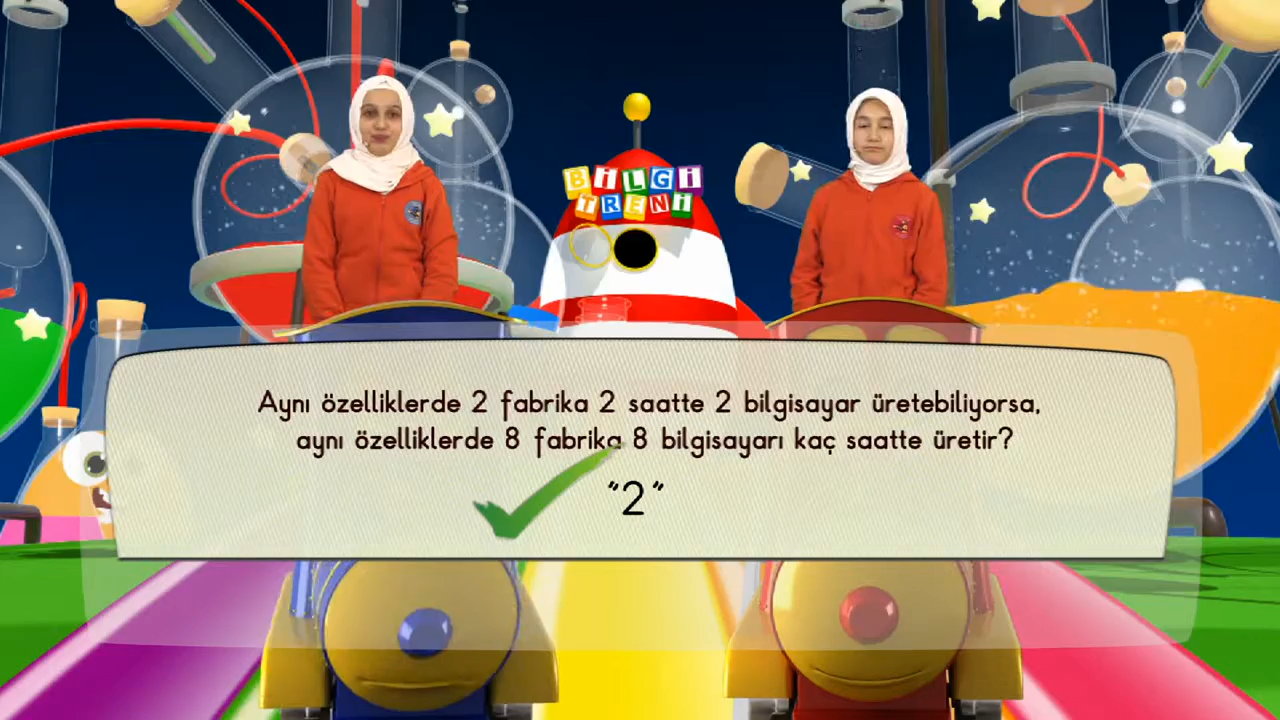 BİLGİ
TRENİ
Aynı özelliklerde 2 fabrika 2 saatte 2 bilgisayar üretebiliyorsa,
aynı özelliklerde 8 fabrika 8 bilgisayarı kaç saatte üretir?
"2"